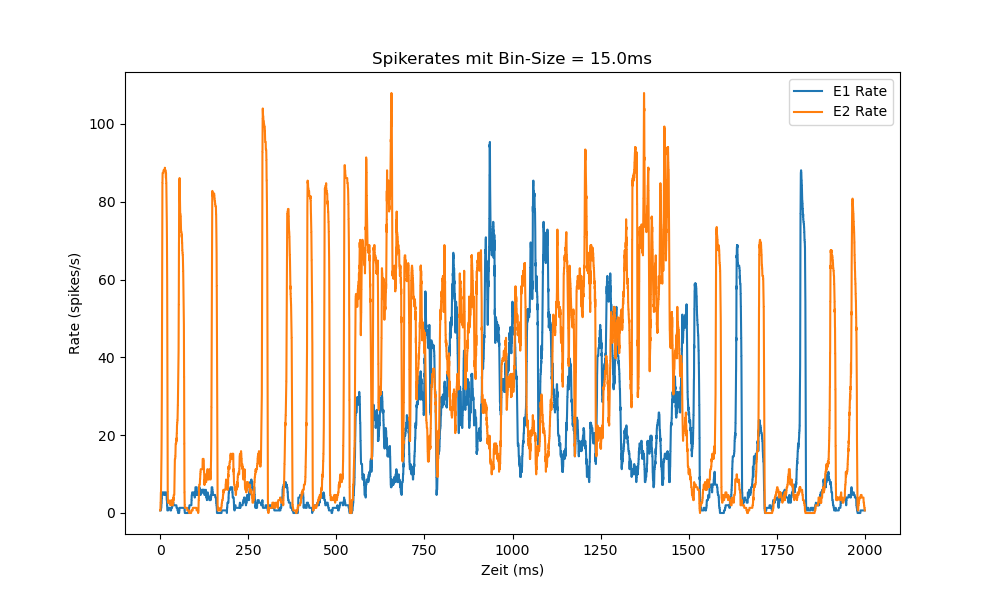 Spikerates mit Bin-Size = 15.0ms
E1 Rate
E2 Rate
Rate (spikes/s)
100
80
60
40
20
0
0 250 500 750 1000 1250 1500 1750 2000
Zeit (ms)